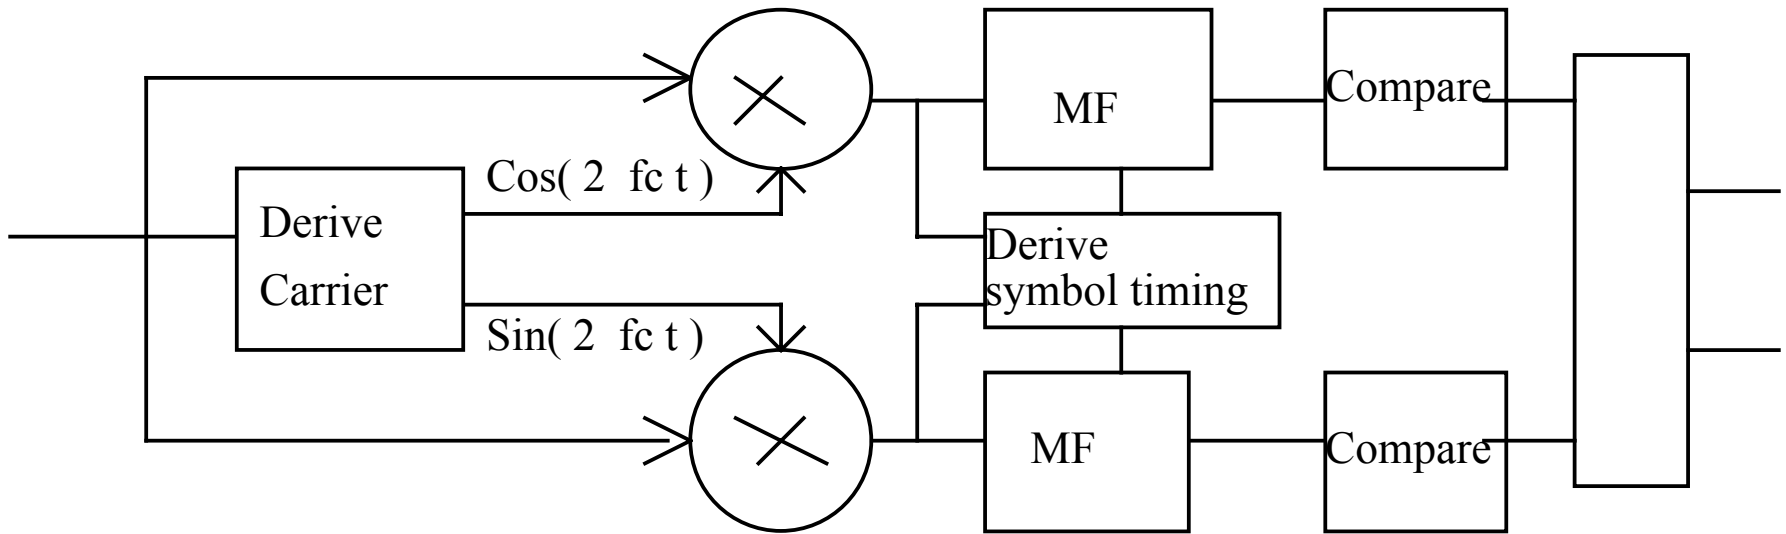 MF
Compare
Cos( 2 fc t )
Derive
Carrier
Derive
symbol timing
Sin( 2 fc t )
MF
Compare